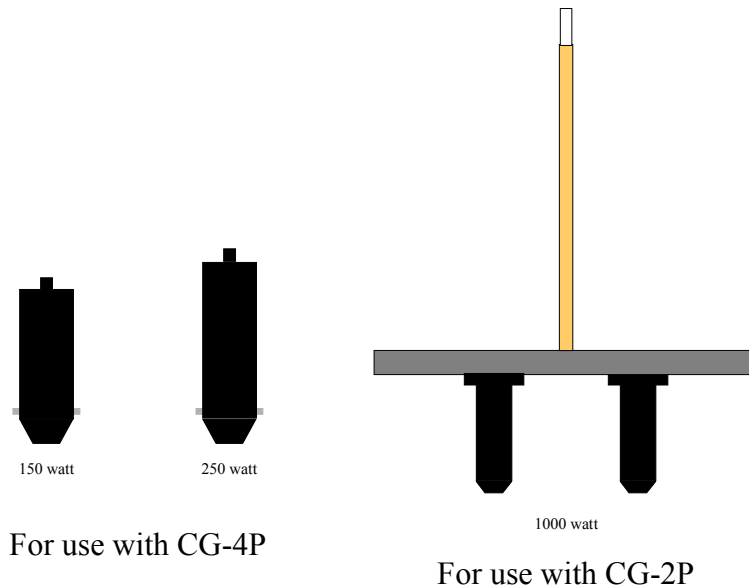 150 watt
250 watt
1000 watt
For use with CG-4P
For use with CG-2P